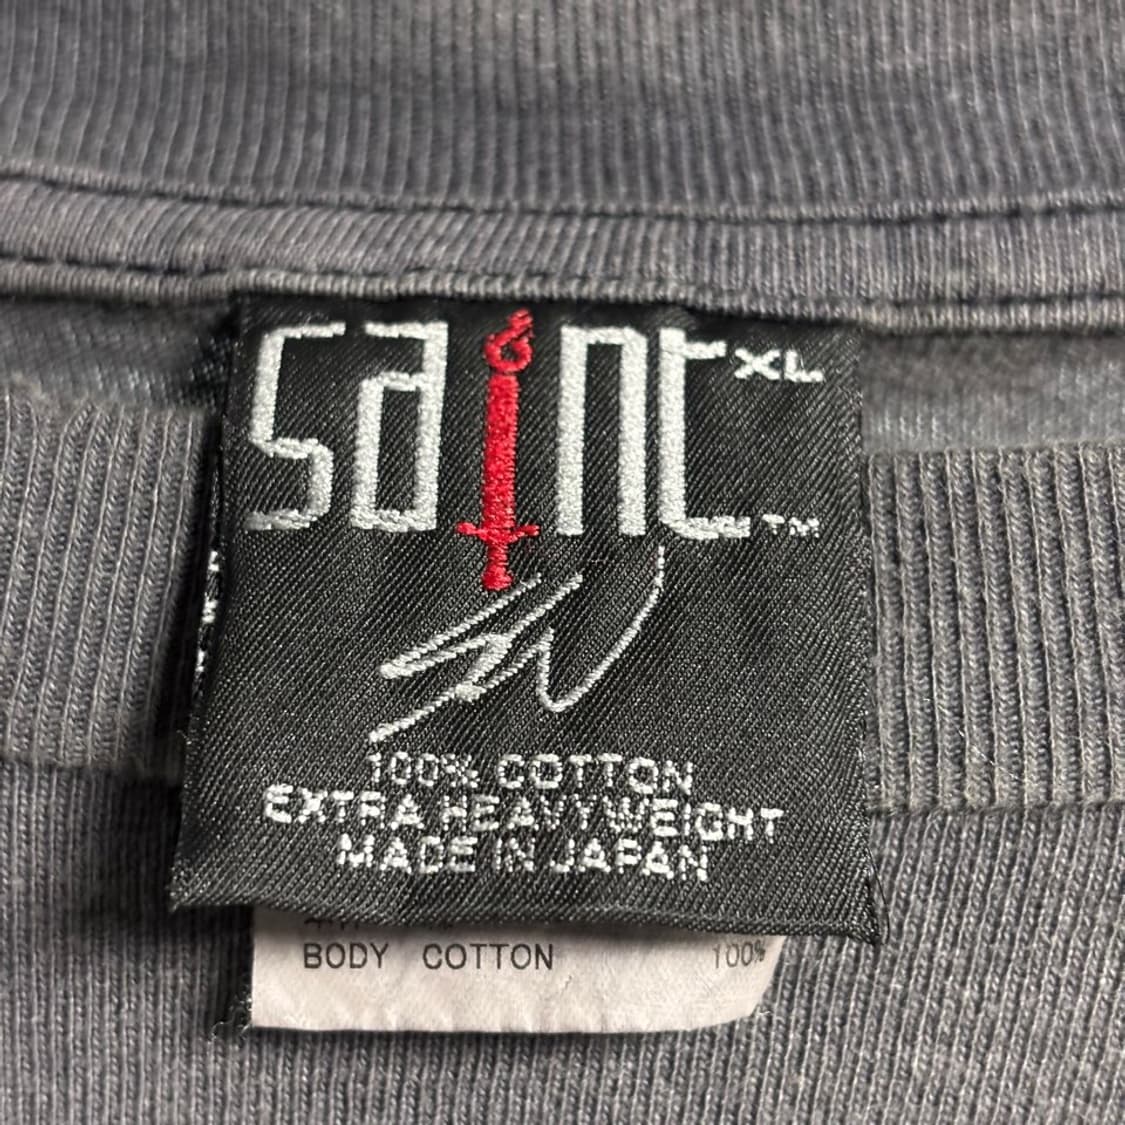 saint XL
TM
100% COTTON
EXTRA HEAVYWEIGHT
MADE IN JAPAN
BODY COTTON 100%